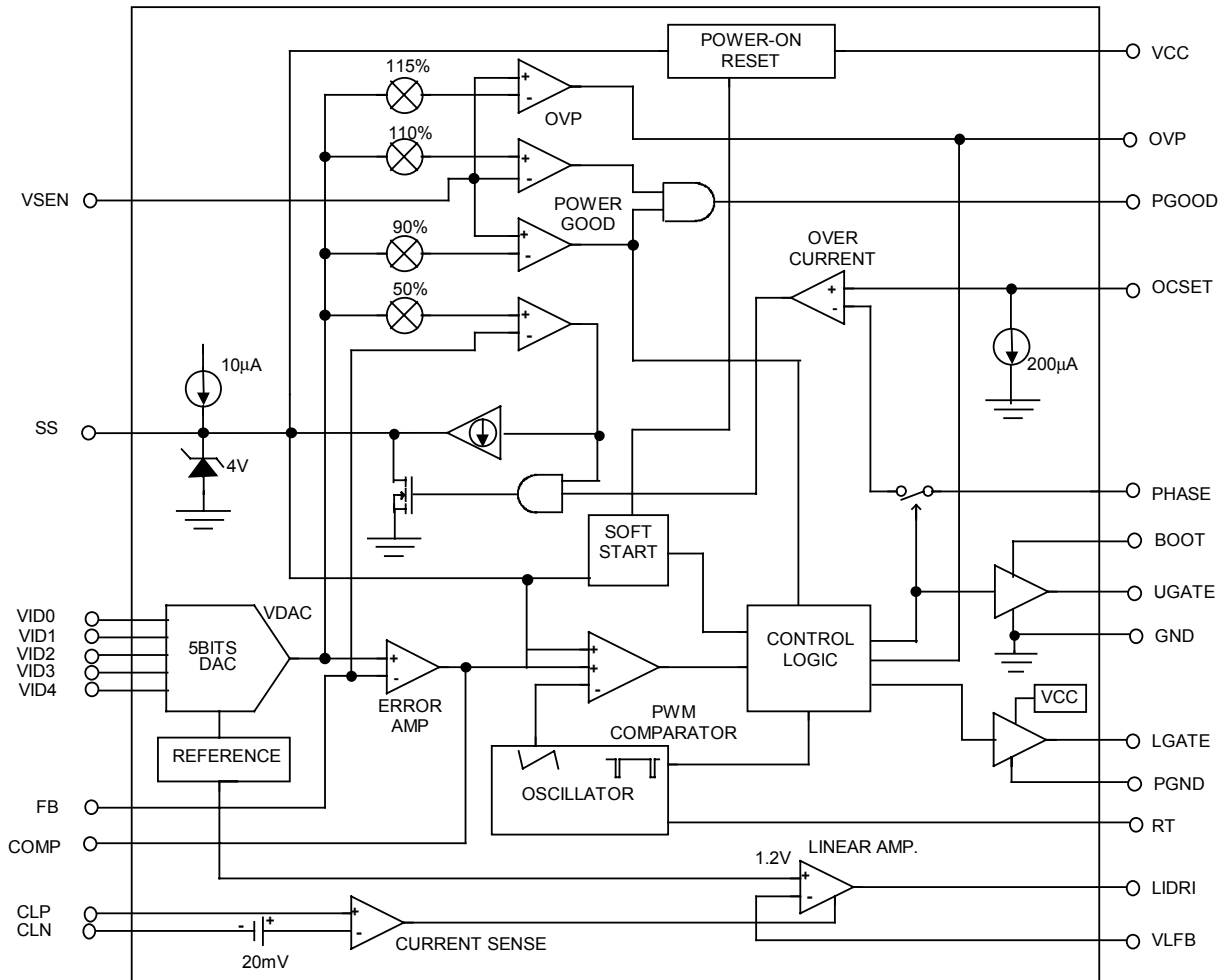 POWER-ON
RESET
VCC
115%
+
-
OVP
OVP
110%
+
-
VSEN
POWER
GOOD
PGOOD
90%
+
-
OVER
CURRENT
50%
+
-
+
-
OCSET
10µA
200µA
SS
4V
PHASE
SOFT
START
BOOT
UGATE
GND
VID0
VID1
VID2
VID3
VID4
5BITS
DAC
VDAC
+
-
ERROR
AMP
+
+
-
PWM
COMPARATOR
CONTROL
LOGIC
VCC
LGATE
PGND
REFERENCE
OSCILLATOR
FB
RT
COMP
1.2V
LINEAR AMP.
+
-
LIDRI
CLP
CLN
- +
20mV
+
-
CURRENT SENSE
VLFB